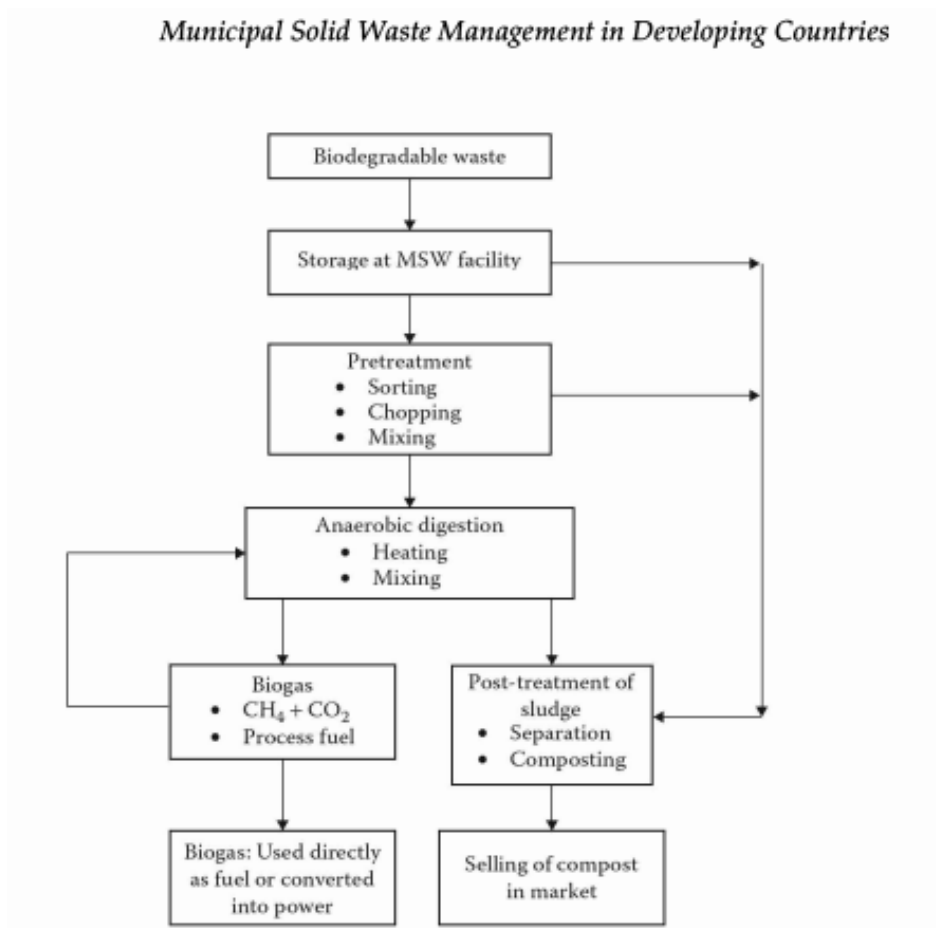 Municipal Solid Waste Management in Developing Countries
Biodegradable waste
Storage at MSW facility
Pretreatment
• Sorting
• Chopping
• Mixing
Anaerobic digestion
• Heating
• Mixing
Biogas
• CH₄ + CO₂
• Process fuel
Post-treatment of
sludge
• Separation
• Composting
Biogas: Used directly
as fuel or converted
into power
Selling of compost
in market